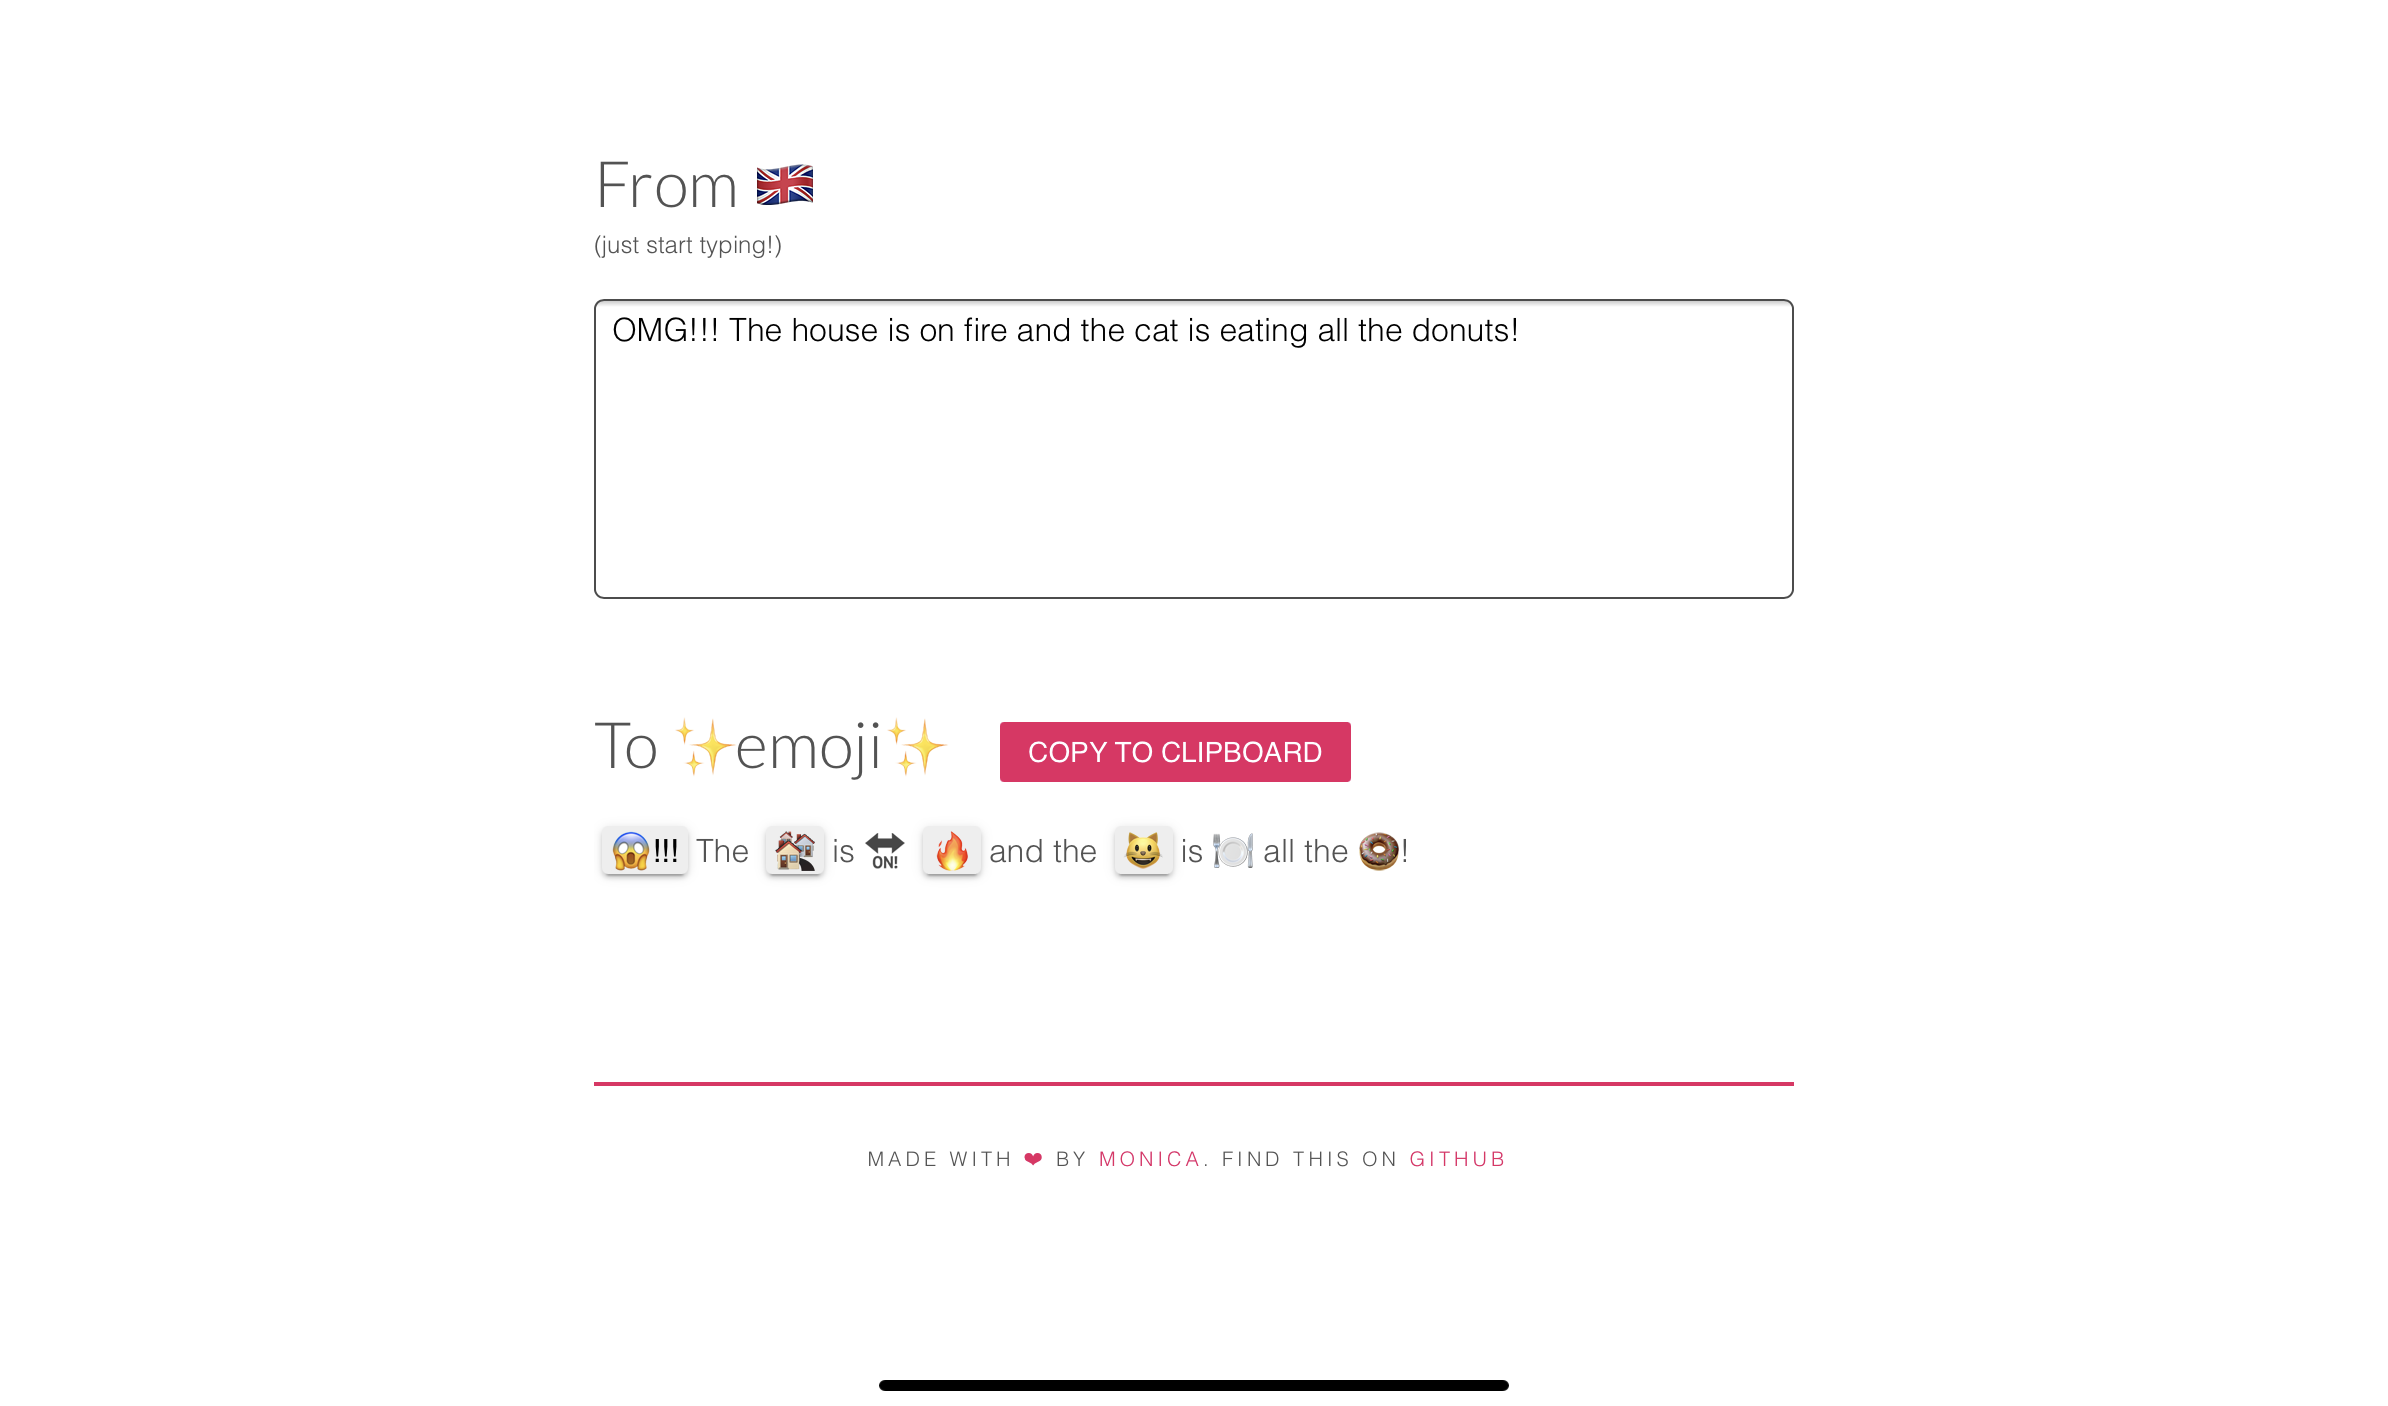 From 🇬🇧
(just start typing!)
OMG!!! The house is on fire and the cat is eating all the donuts!
To ✨emoji✨
COPY TO CLIPBOARD
😱!!! The 🏘 is 🔛 🔥 and the 😺 is 🍽 all the 🍩!
MADE WITH ❤ BY MONICA. FIND THIS ON GITHUB